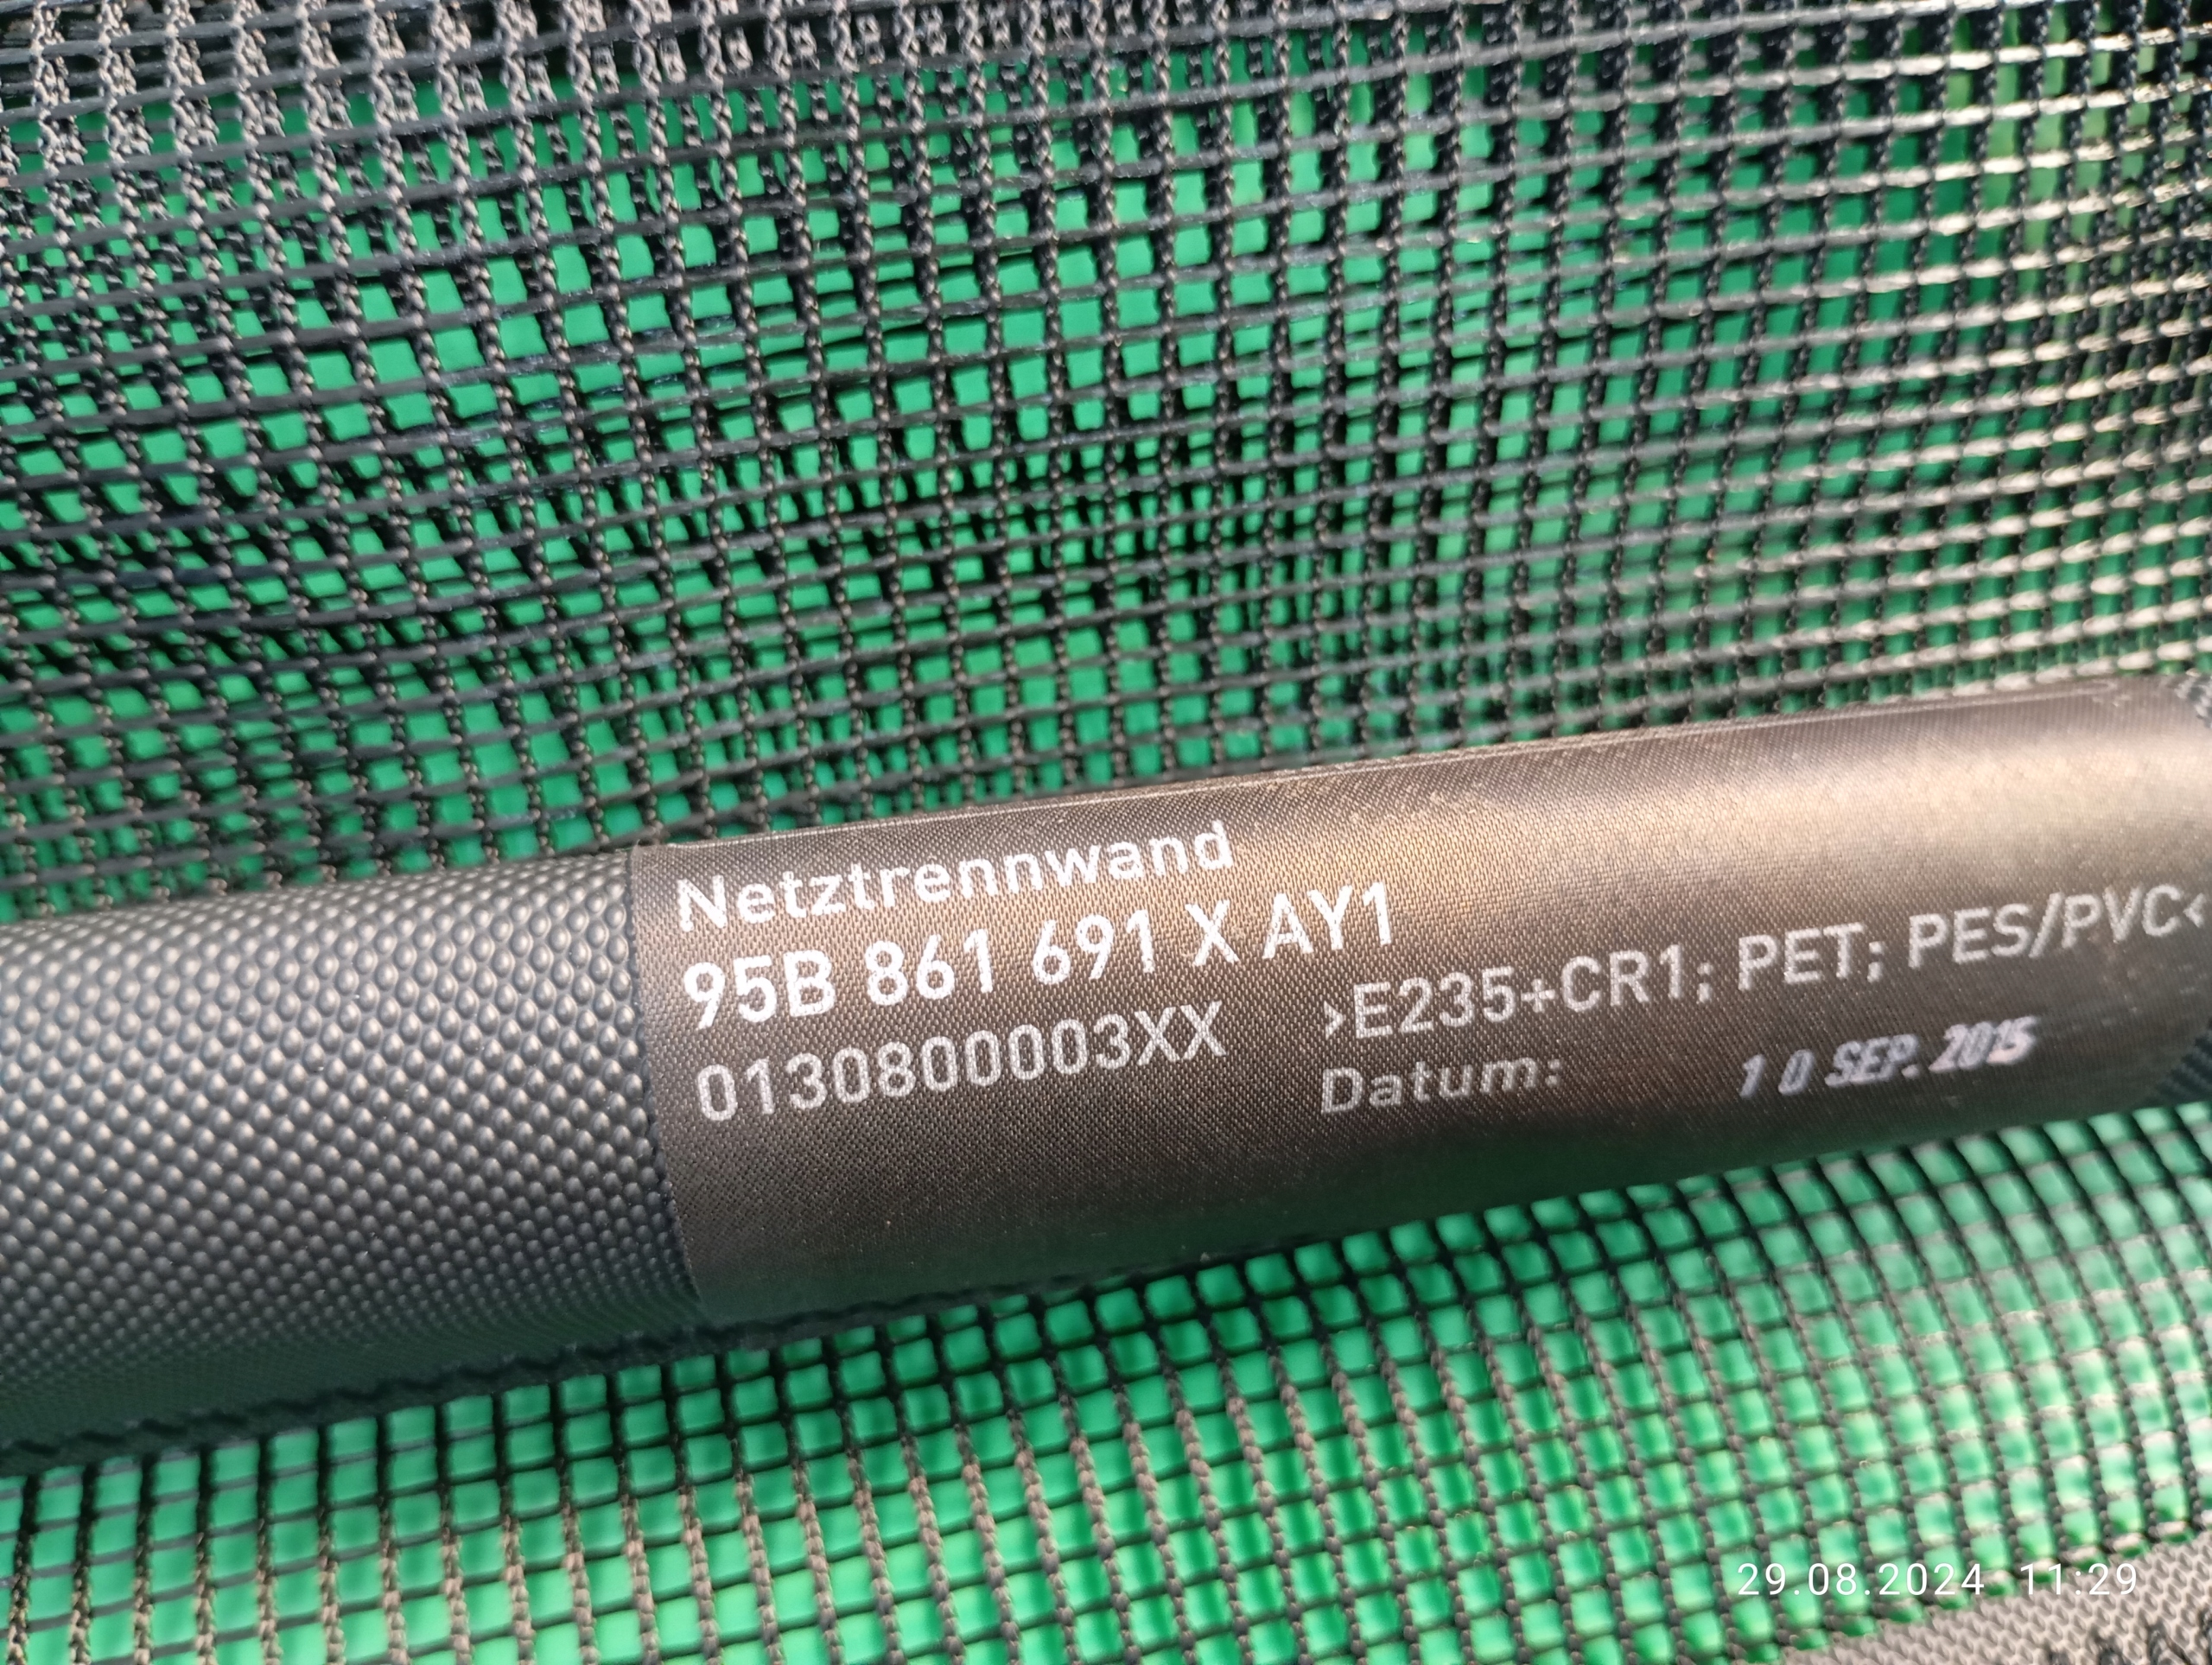 Netztrennwand
95B 861 691 X AY1
0130800003XX
>E235+CR1; PET; PES/PVC<
Datum: 10 SEP. 2015
29.08.2024 11:29